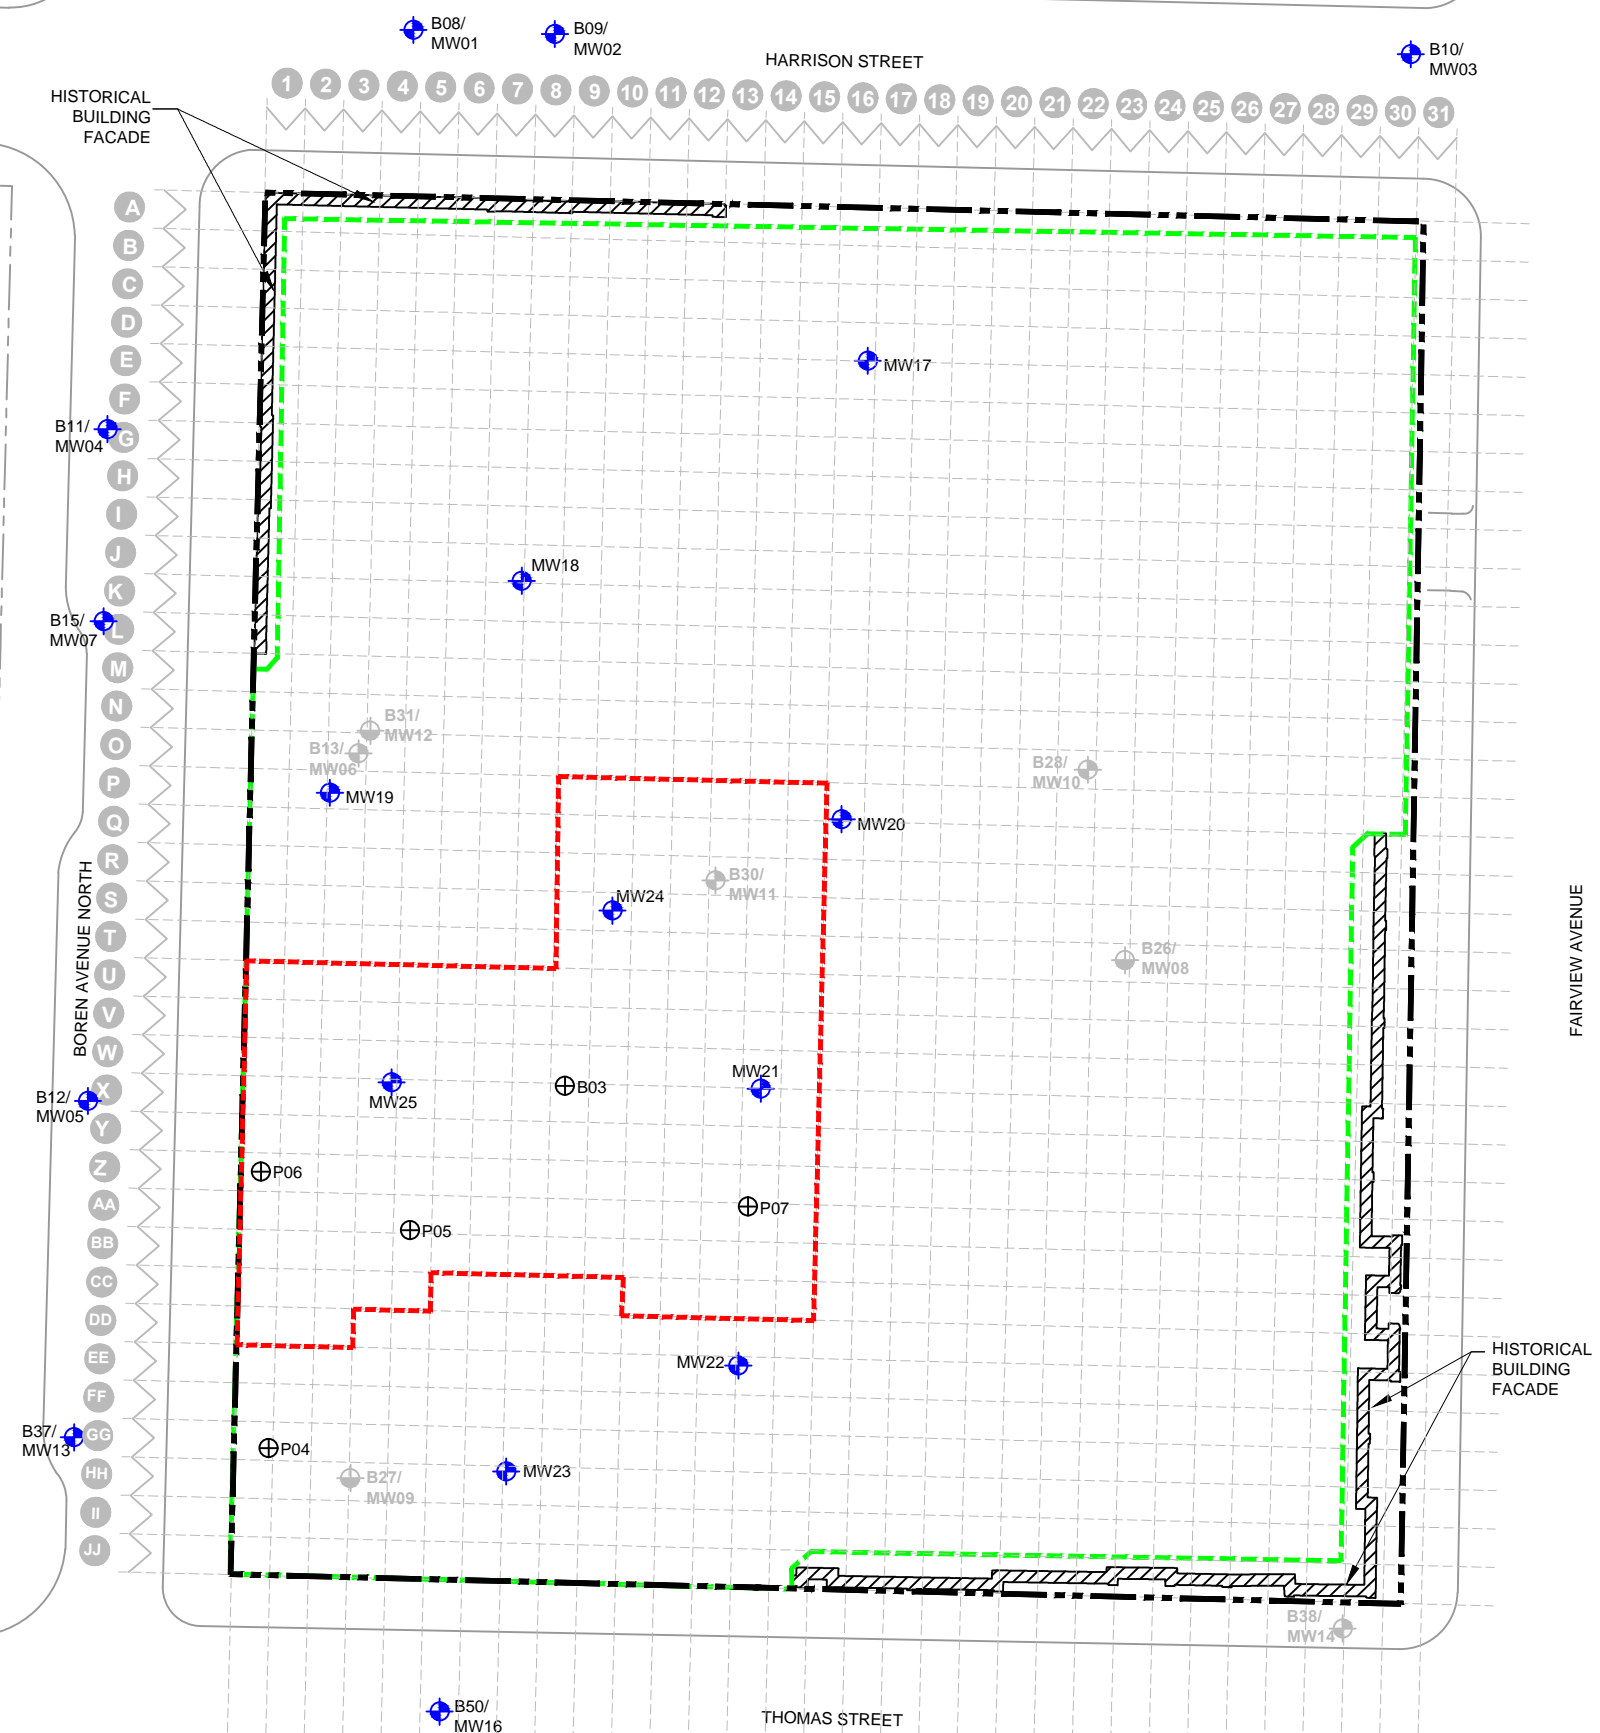 B08/
MW01
B09/
MW02
HARRISON STREET
B10/
MW03
1 2 3 4 5 6 7 8 9 10 11 12 13 14 15 16 17 18 19 20 21 22 23 24 25 26 27 28 29 30 31
HISTORICAL
BUILDING
FACADE
A
B
C
D
E
MW17
F
B11/
MW04
G
H
I
J
MW18
K
B15/
MW07
L
M
N
B31/
MW12
O
B13/
MW06
B28/
MW10
P
MW19
Q
MW20
R
B30/
MW11
S
MW24
T
B26/
MW08
U
V
BOREN AVENUE NORTH
FAIRVIEW AVENUE
W
X
B12/
MW05
MW25
B03
MW21
Y
Z
P06
AA
P07
P05
BB
CC
DD
EE
MW22
HISTORICAL
BUILDING
FACADE
FF
B37/
MW13
GG
P04
HH
B27/
MW09
MW23
II
JJ
B38/
MW14
B50/
MW16
THOMAS STREET